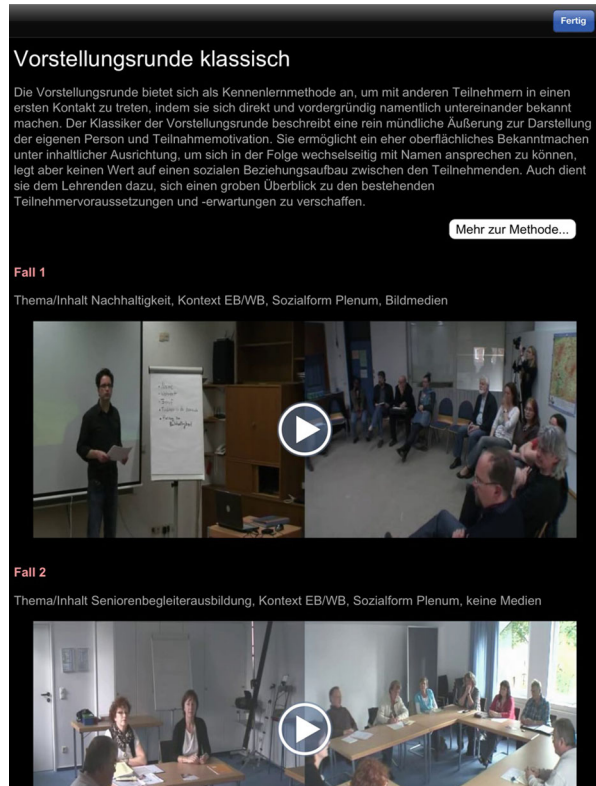 Fertig
Vorstellungsrunde klassisch
Die Vorstellungsrunde bietet sich als Kennenlernmethode an, um mit anderen Teilnehmern in einen
ersten Kontakt zu treten, indem sie sich direkt und vordergründig namentlich untereinander bekannt
machen. Der Klassiker der Vorstellungsrunde beschreibt eine rein mündliche Äußerung zur Darstellung
der eigenen Person und Teilnahmemotivation. Sie ermöglicht ein eher oberflächliches Bekanntmachen
unter inhaltlicher Ausrichtung, um sich in der Folge wechselseitig mit Namen ansprechen zu können,
legt aber keinen Wert auf einen sozialen Beziehungsaufbau zwischen den Teilnehmenden. Auch dient
sie dem Lehrenden dazu, sich einen groben Überblick zu den bestehenden
Teilnehmervoraussetzungen und -erwartungen zu verschaffen.
Mehr zur Methode...
Fall 1
Thema/Inhalt Nachhaltigkeit, Kontext EB/WB, Sozialform Plenum, Bildmedien
Fall 2
Thema/Inhalt Seniorenbegleiterausbildung, Kontext EB/WB, Sozialform Plenum, keine Medien